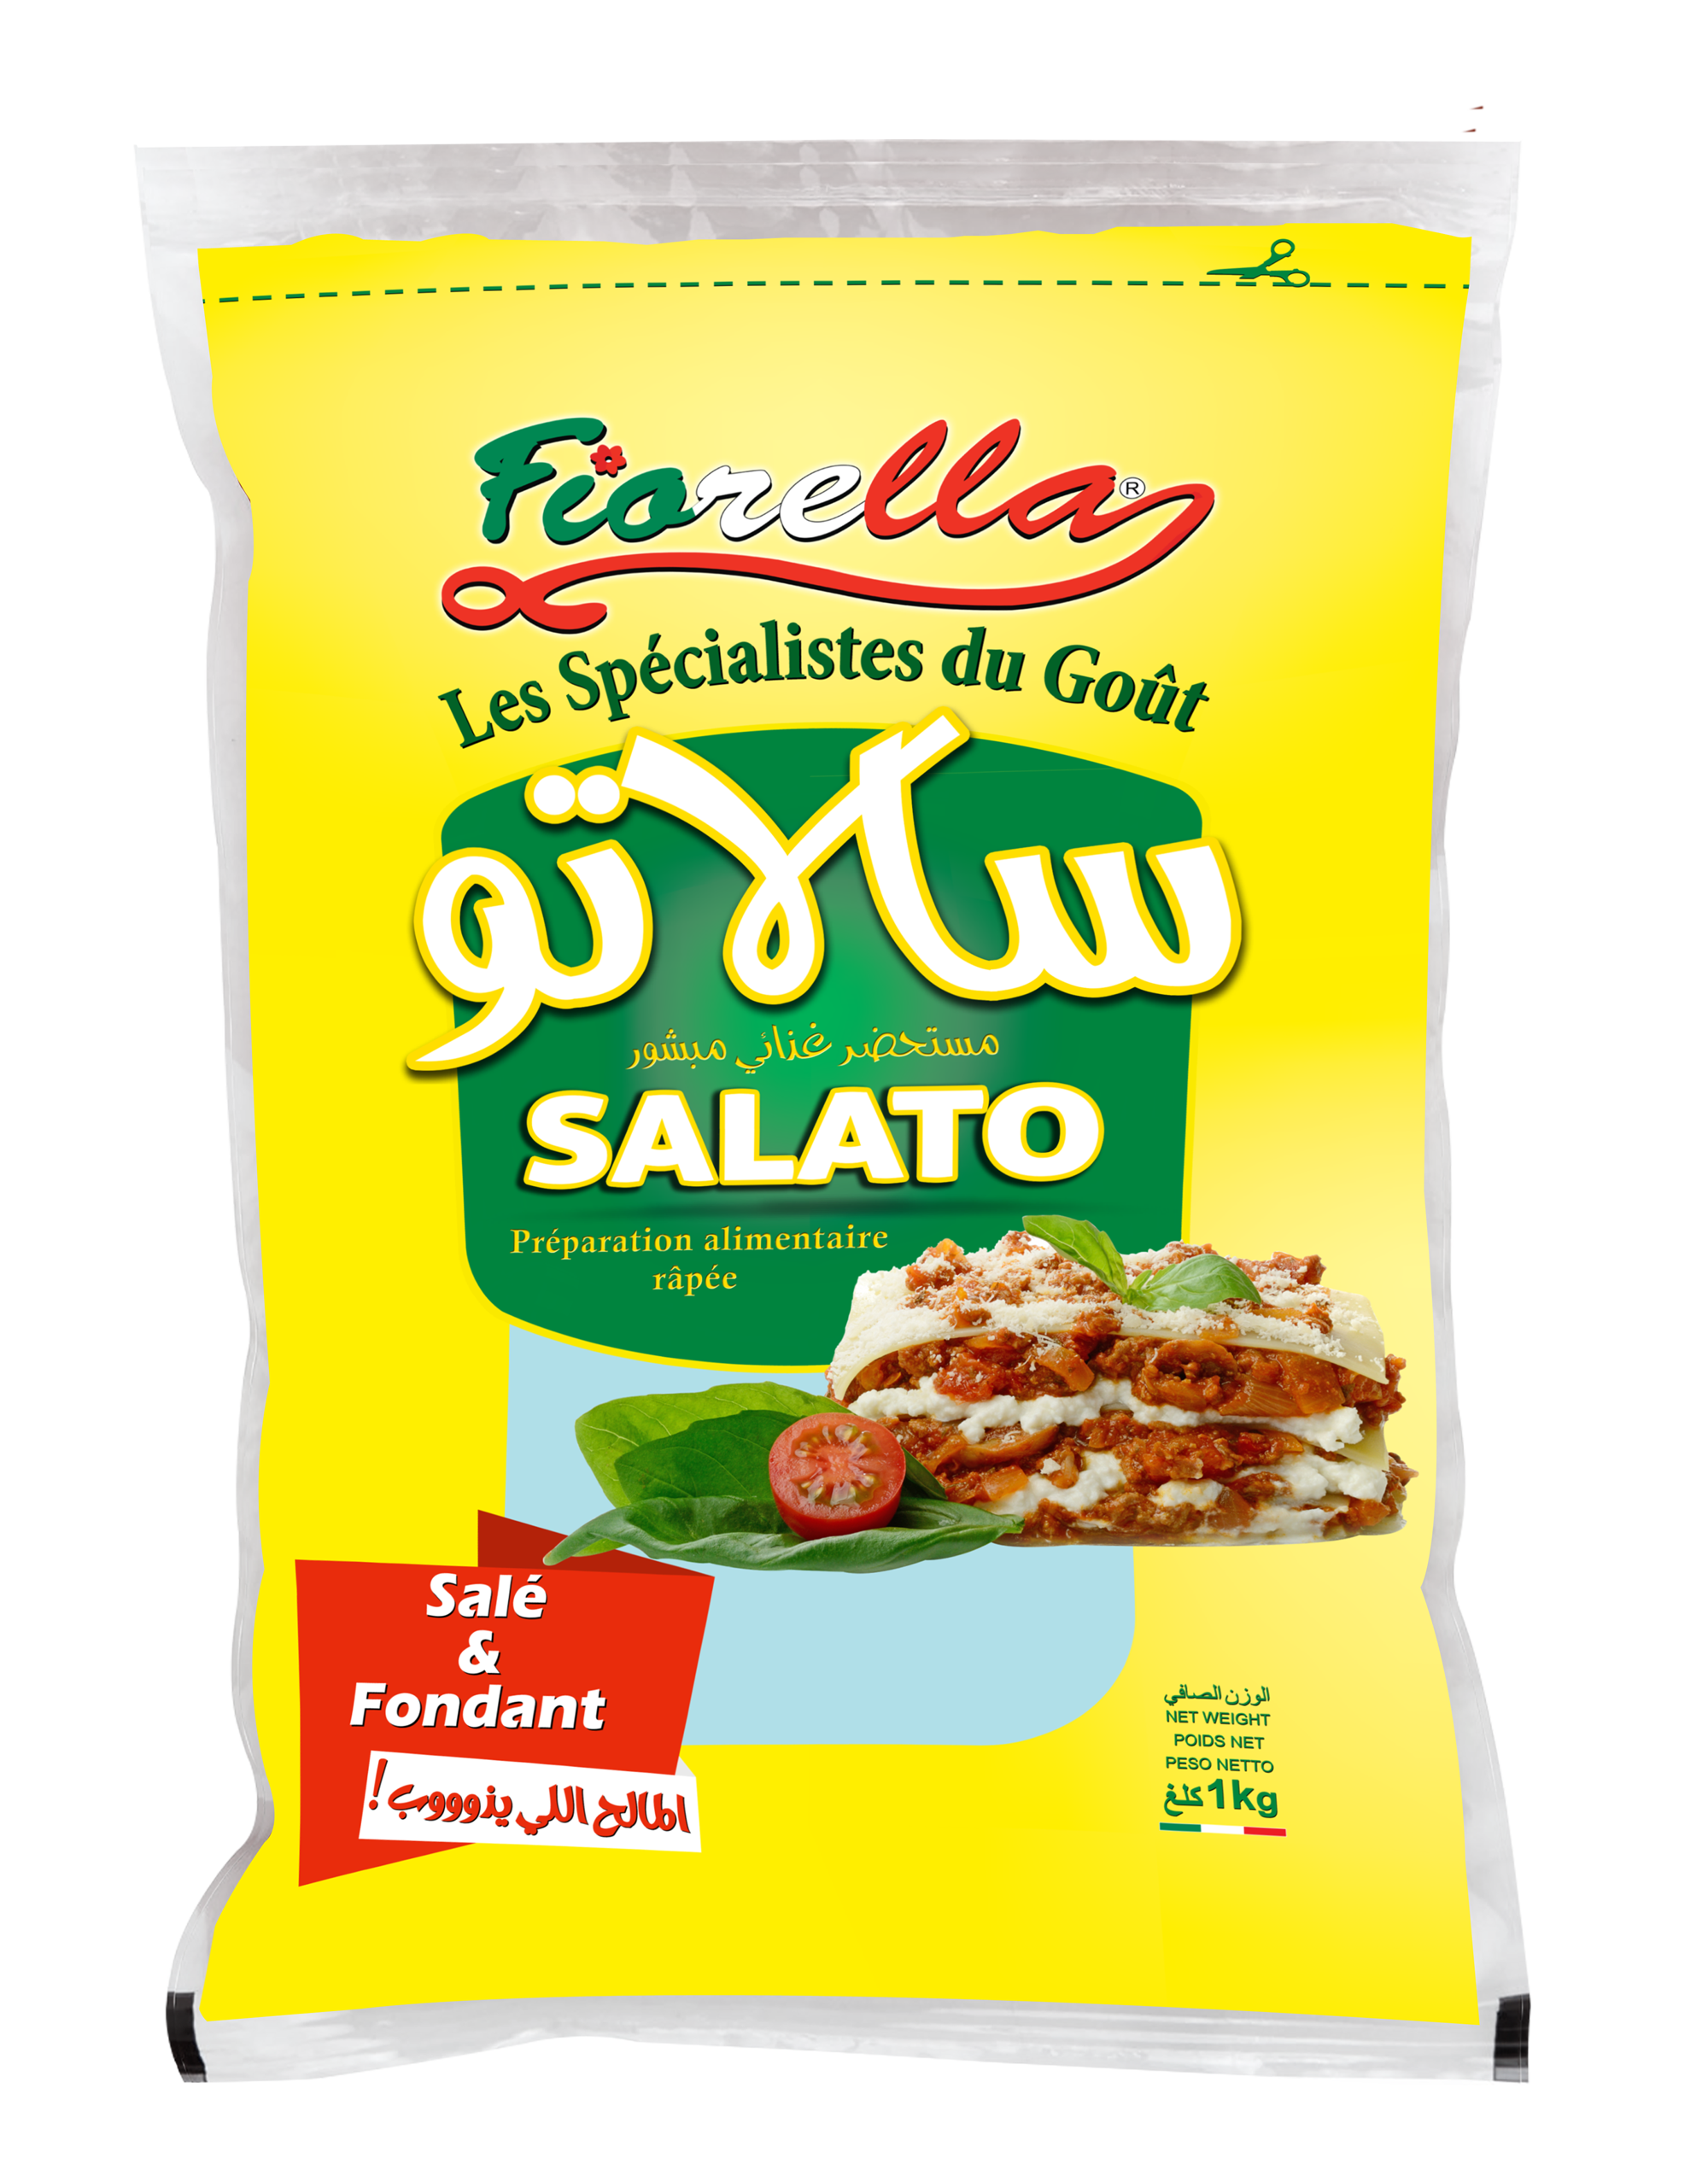 Fiorella®
Les Spécialistes du Goût
سالاتو
مستحضر غذائي مبشور
SALATO
Préparation alimentaire
râpée
Salé
&
Fondant
المالح اللي يذوووب!
الوزن الصافي
NET WEIGHT
POIDS NET
PESO NETTO
1kg كلغ